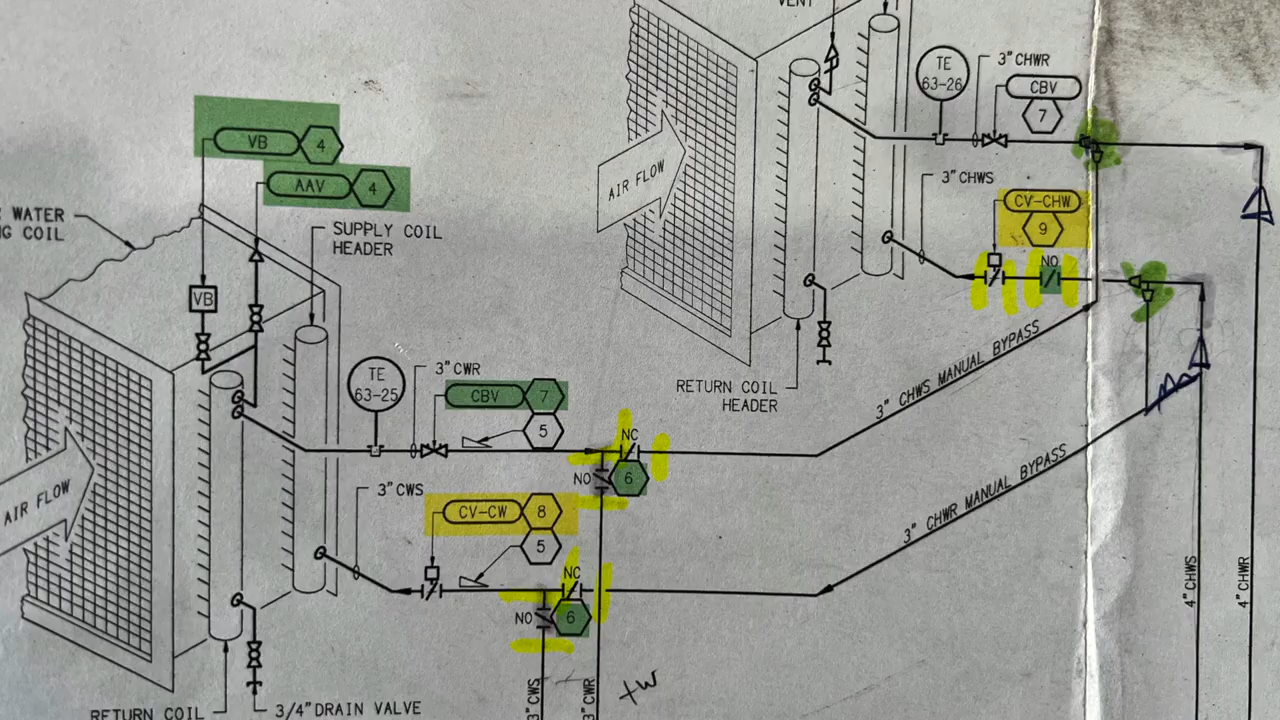 VENT
TE
63-26
3" CHWR
CBV
7
VB
4
AAV
4
AIR FLOW
3" CHWS
CV-CHW
9
NO
WATER
COIL
SUPPLY COIL
HEADER
VB
TE
63-25
3" CWR
CBV
7
5
RETURN COIL
HEADER
3" CHWS MANUAL BYPASS
NC
NO
6
AIR FLOW
3" CWS
CV-CW
8
5
3" CHWR MANUAL BYPASS
NC
NO
6
4" CHWS
4" CHWR
3" CWS
3" CWR
RETURN COIL
3/4" DRAIN VALVE